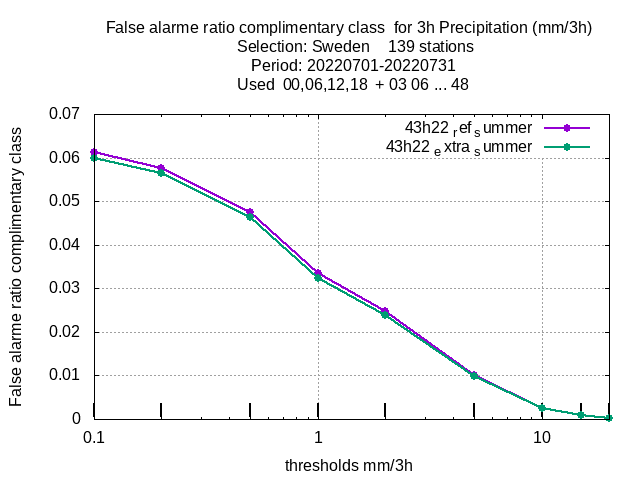 False alarme ratio complimentary class  for 3h Precipitation (mm/3h)
Selection: Sweden    139 stations
Period: 20220701-20220731
Used  00,06,12,18  + 03 06 ... 48
43h22 ref summer
43h22 extra summer
False alarme ratio complimentary class
0.07
0.06
0.05
0.04
0.03
0.02
0.01
0
0.1
1
10
thresholds mm/3h